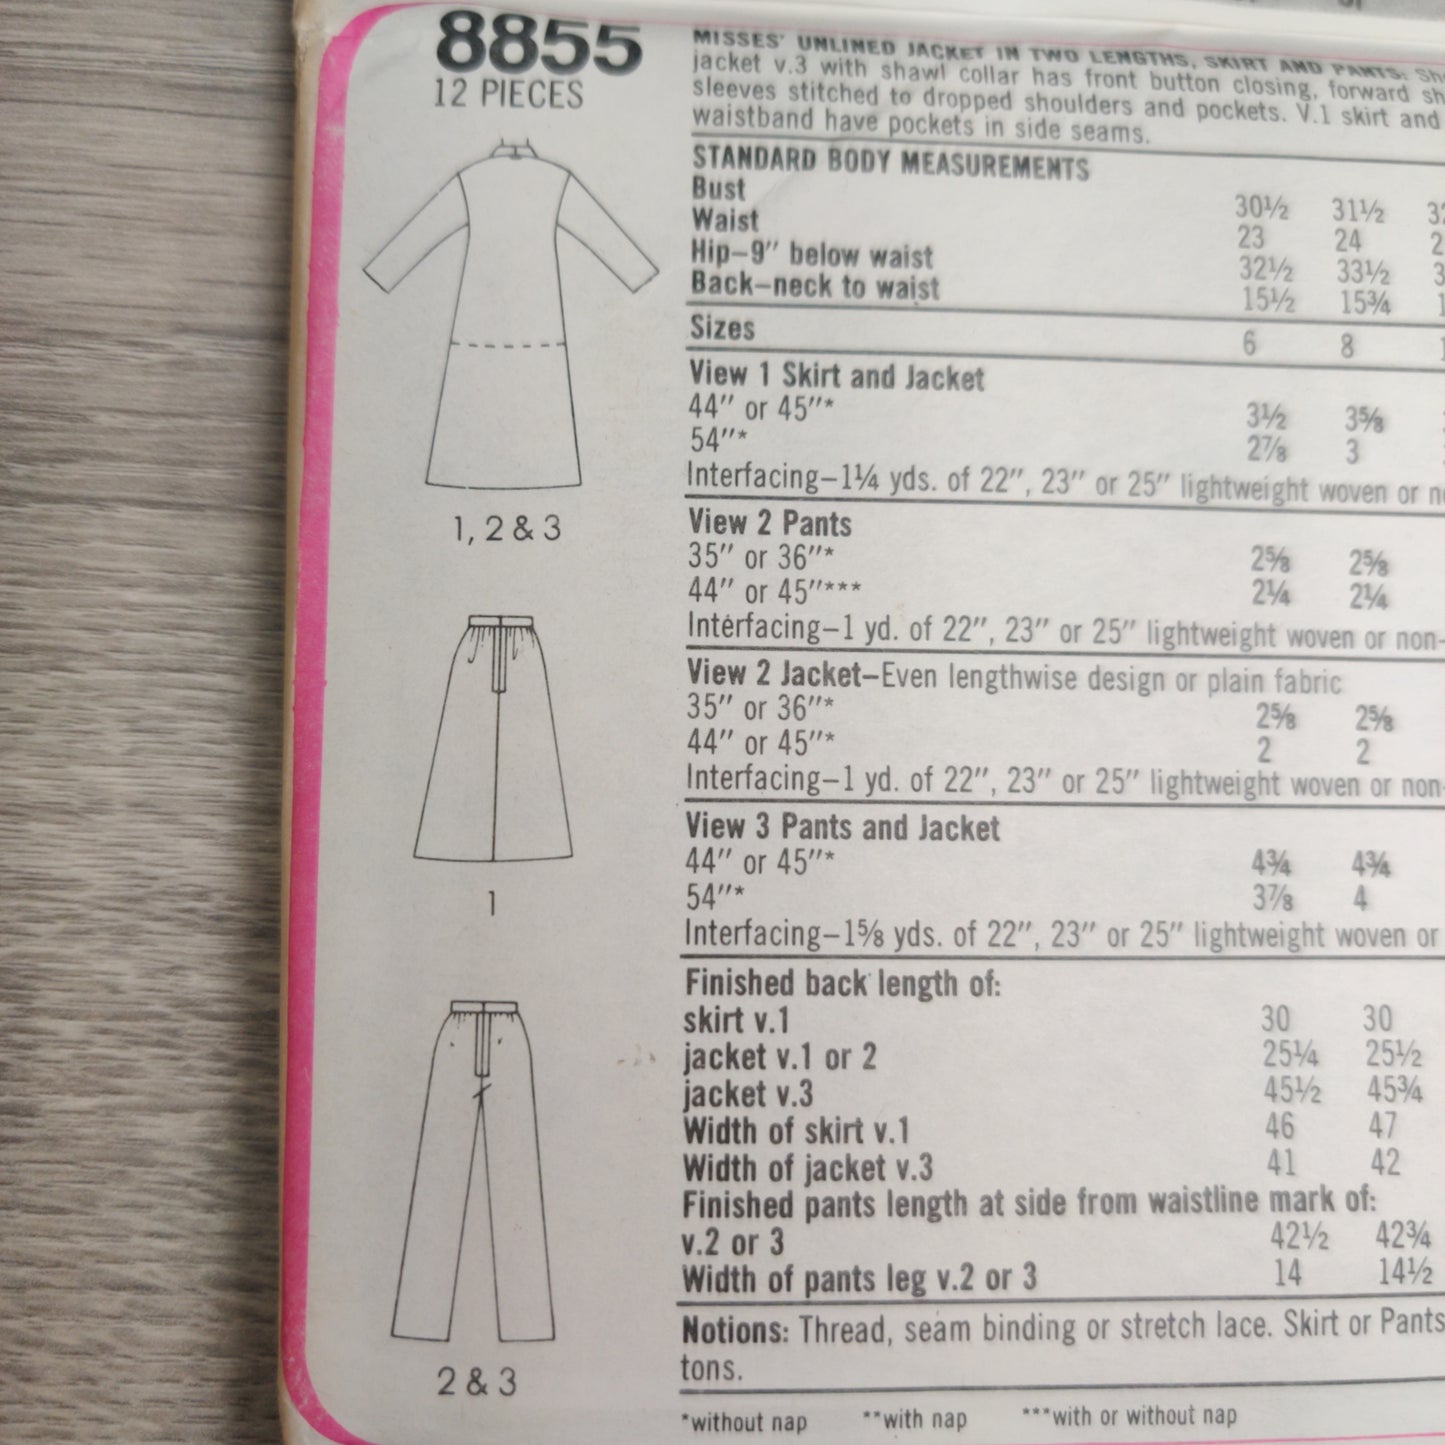 8855
12 PIECES
MISSES' UNLINED JACKET IN TWO LENGTHS, SKIRT AND PANTS:
jacket v.3 with shawl collar has front button closing, forward
sleeves stitched to dropped shoulders and pockets. V.1 skirt and
waistband have pockets in side seams.
STANDARD BODY MEASUREMENTS
Bust 30½ 31½
Waist 23 24
Hip–9″ below waist 32½ 33½
Back–neck to waist 15½ 15¾
Sizes 6 8
View 1 Skirt and Jacket
44″ or 45″* 3½ 3⅝
54″* 2⅞ 3
Interfacing–1¼ yds. of 22″, 23″ or 25″ lightweight woven or
View 2 Pants
35″ or 36″* 2⅝ 2⅝
44″ or 45″*** 2¼ 2¼
Interfacing–1 yd. of 22″, 23″ or 25″ lightweight woven or non-
View 2 Jacket–Even lengthwise design or plain fabric
35″ or 36″* 2⅝ 2⅝
44″ or 45″* 2 2
Interfacing–1 yd. of 22″, 23″ or 25″ lightweight woven or non-
View 3 Pants and Jacket
44″ or 45″* 4¾ 4¾
54″* 3⅞ 4
Interfacing–1⅝ yds. of 22″, 23″ or 25″ lightweight woven or
Finished back length of:
skirt v.1 30 30
jacket v.1 or 2 25¼ 25½
jacket v.3 45½ 45¾
Width of skirt v.1 46 47
Width of jacket v.3 41 42
Finished pants length at side from waistline mark of:
v.2 or 3 42½ 42¾
Width of pants leg v.2 or 3 14 14½
Notions: Thread, seam binding or stretch lace. Skirt or Pants
tons.
*without nap **with nap ***with or without nap
1, 2 & 3
1
2 & 3